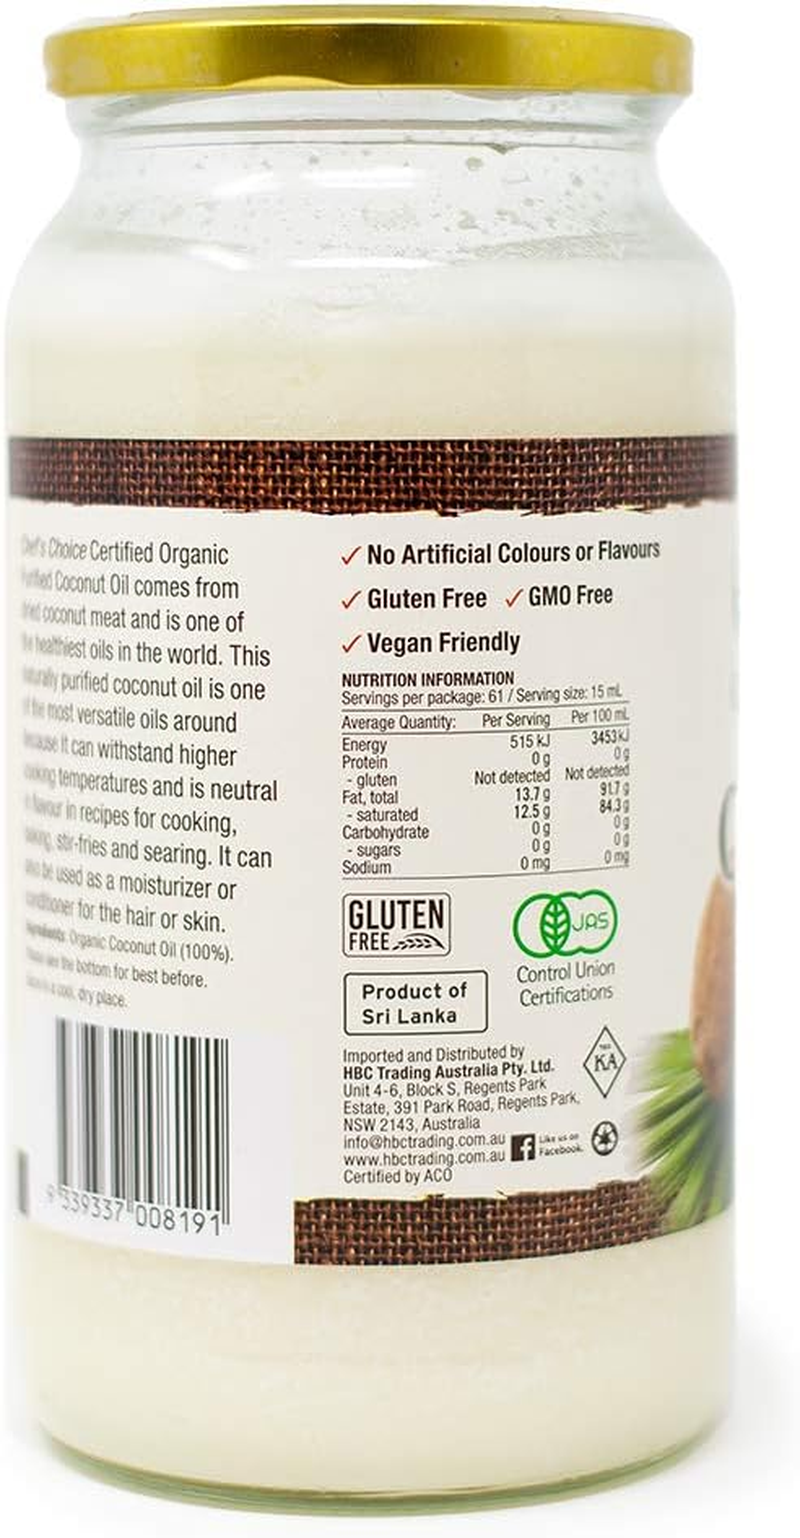 Chef's Choice Certified Organic
Purified Coconut Oil comes from
dried coconut meat and is one of
the healthiest oils in the world. This
naturally purified coconut oil is one
of the most versatile oils around
because it can withstand higher
cooking temperatures and is neutral
in flavour in recipes for cooking,
baking, stir-fries and searing. It can
also be used as a moisturizer or
conditioner for the hair or skin.
Ingredients: Organic Coconut Oil (100%).
Please see the bottom for best before.
Store in a cool, dry place.
9 339337 008191
✓ No Artificial Colours or Flavours
✓ Gluten Free ✓ GMO Free
✓ Vegan Friendly
NUTRITION INFORMATION
Servings per package: 61 / Serving size: 15 mL
Average Quantity: Per Serving Per 100 mL
Energy 515 kJ 3453 kJ
Protein 0 g 0 g
- gluten Not detected Not detected
Fat, total 13.7 g 91.7 g
- saturated 12.5 g 84.3 g
Carbohydrate 0 g 0 g
- sugars 0 g 0 g
Sodium 0 mg 0 mg
GLUTEN
FREE
JAS
Control Union
Certifications
Product of
Sri Lanka
Imported and Distributed by
HBC Trading Australia Pty. Ltd.
Unit 4-6, Block S, Regents Park
Estate, 391 Park Road, Regents Park,
NSW 2143, Australia
info@hbctrading.com.au
www.hbctrading.com.au
Certified by ACO
KA
Like us on
Facebook.